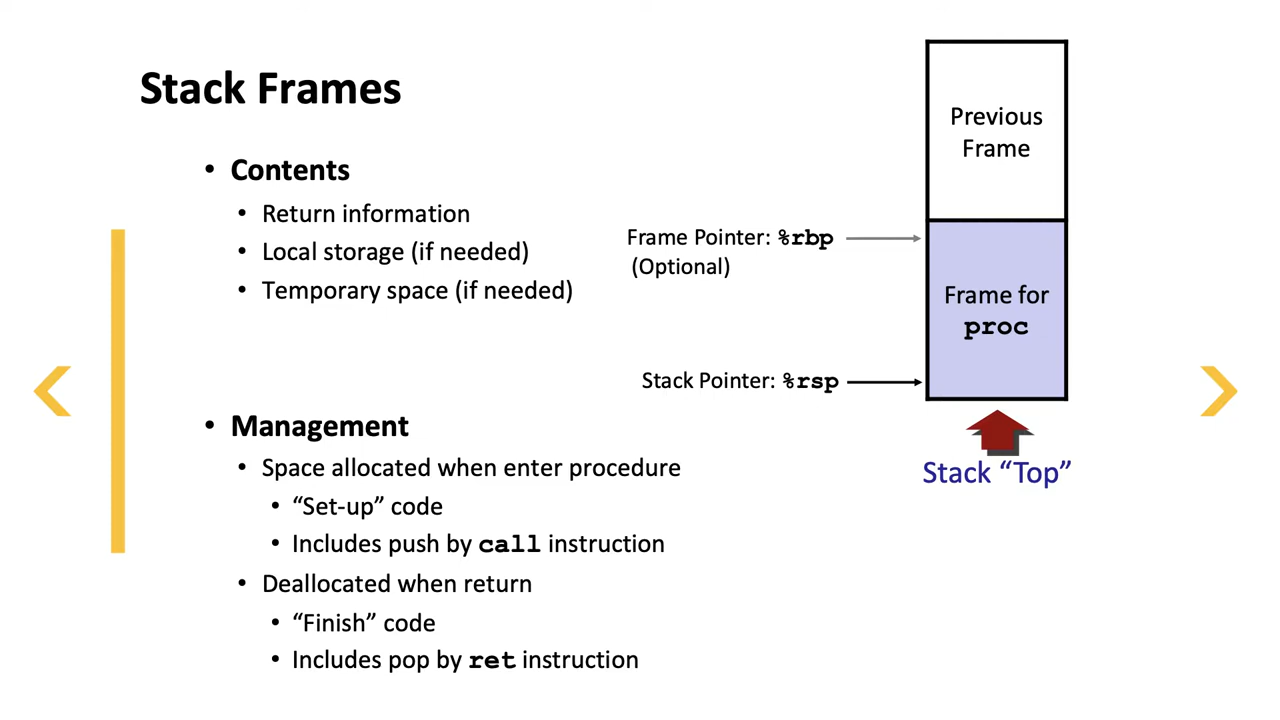 Stack Frames
• Contents
• Return information
• Local storage (if needed)
• Temporary space (if needed)
• Management
• Space allocated when enter procedure
• “Set-up” code
• Includes push by call instruction
• Deallocated when return
• “Finish” code
• Includes pop by ret instruction
Previous
Frame
Frame Pointer: %rbp
(Optional)
Frame for
proc
Stack Pointer: %rsp
Stack “Top”